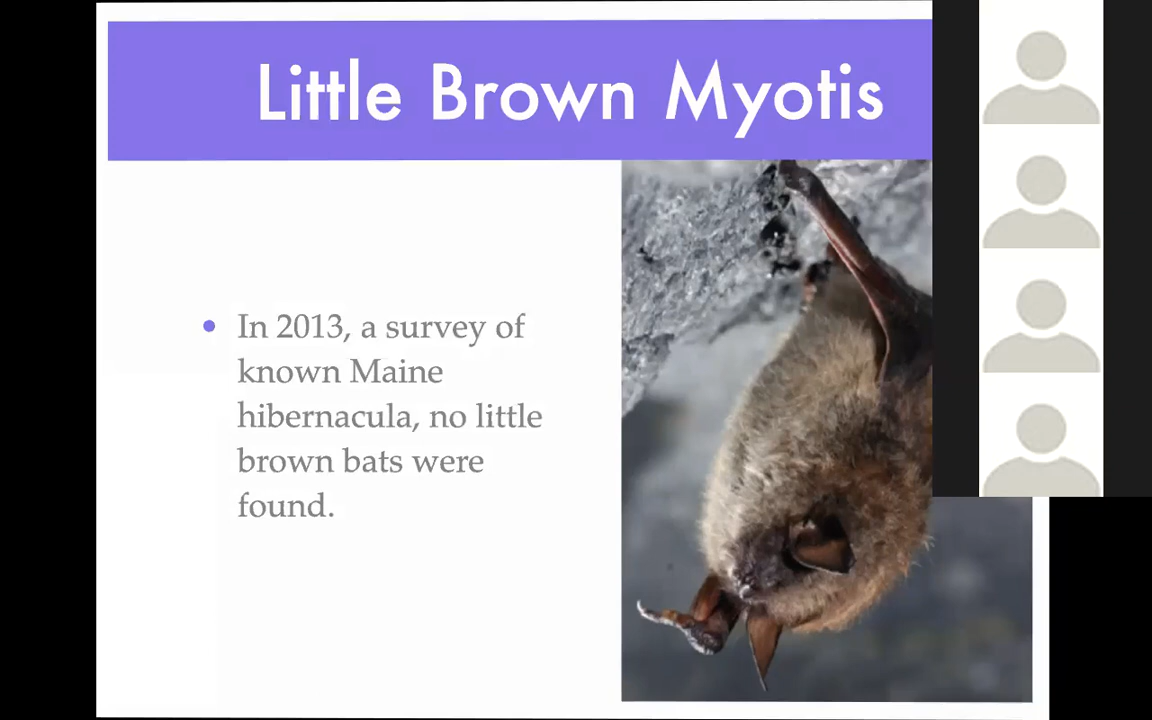 Little Brown Myotis
In 2013, a survey of
known Maine
hibernacula, no little
brown bats were
found.